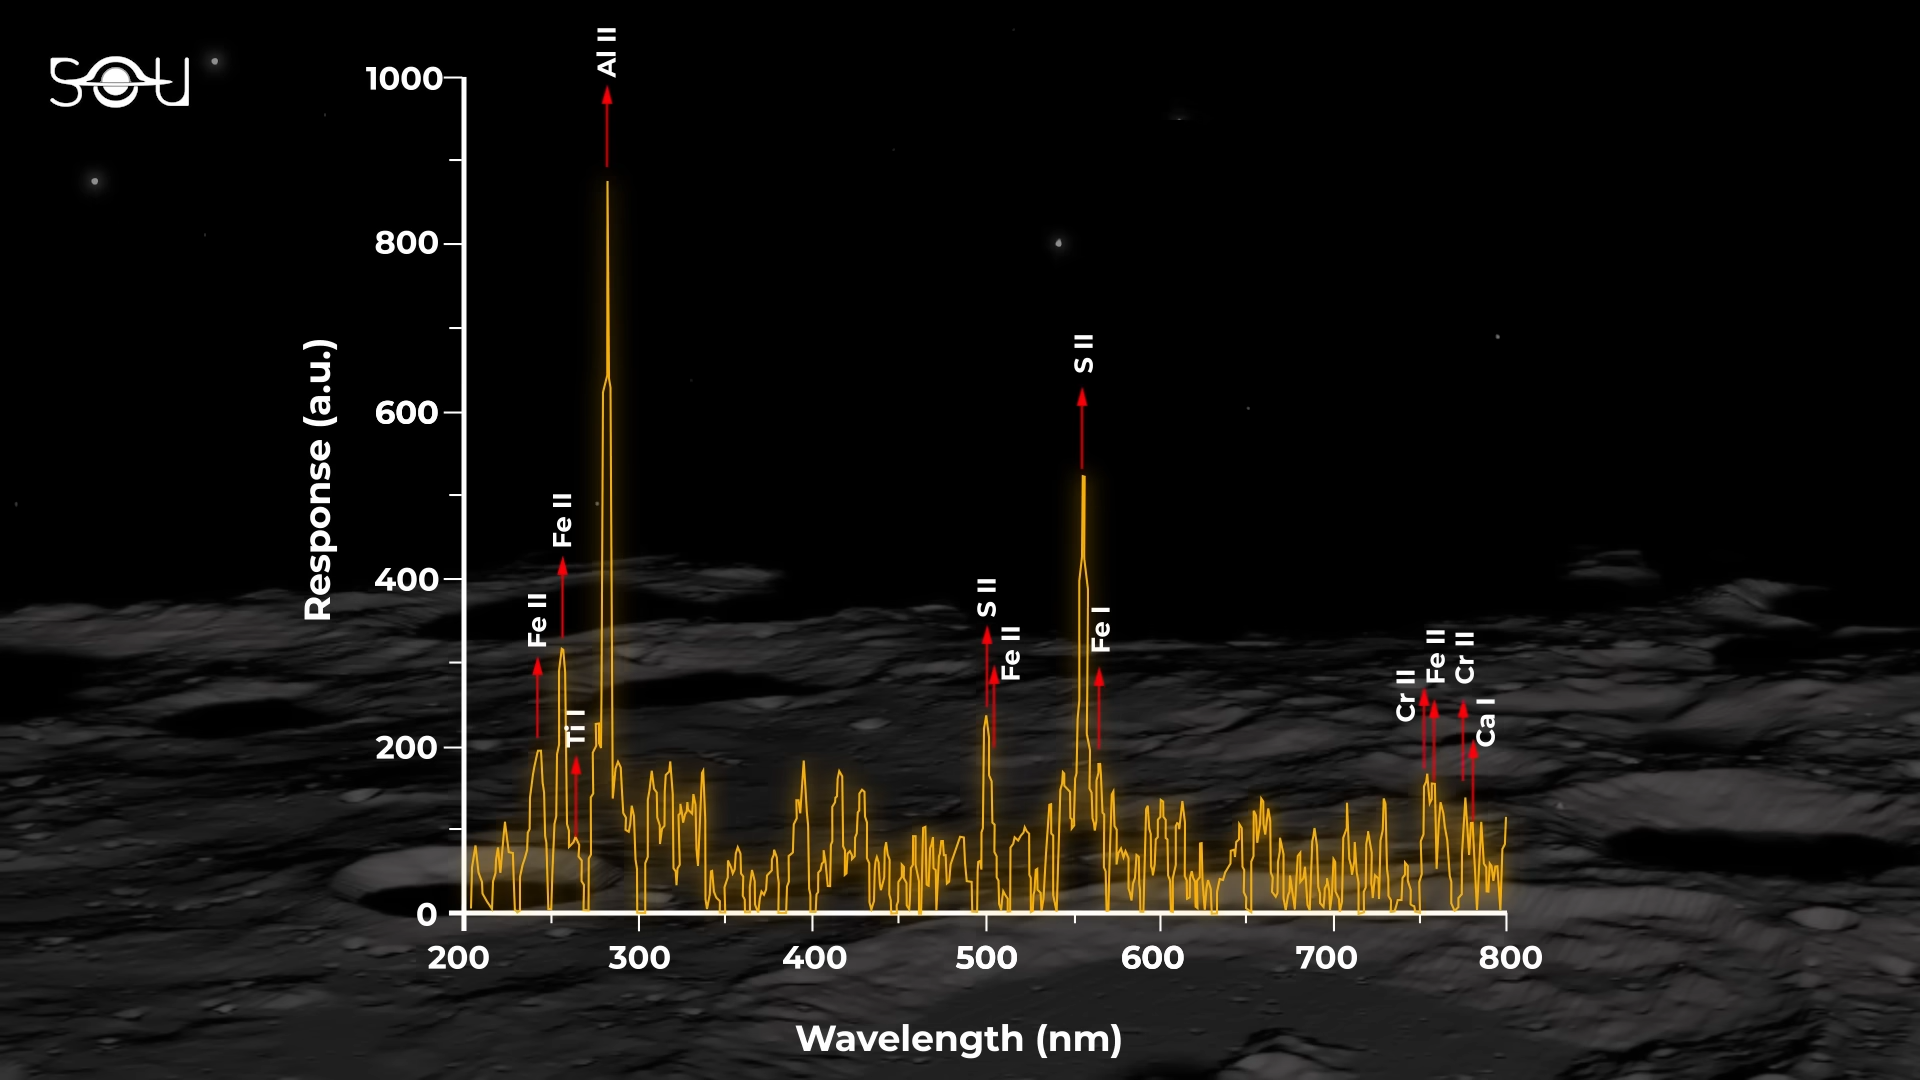 SOU
1000
800
600
400
200
0
Response (a.u.)
Fe II
Fe II
Ti I
Al II
S II
Fe II
S II
Fe I
Cr II
Fe II
Cr II
Ca I
200 300 400 500 600 700 800
Wavelength (nm)